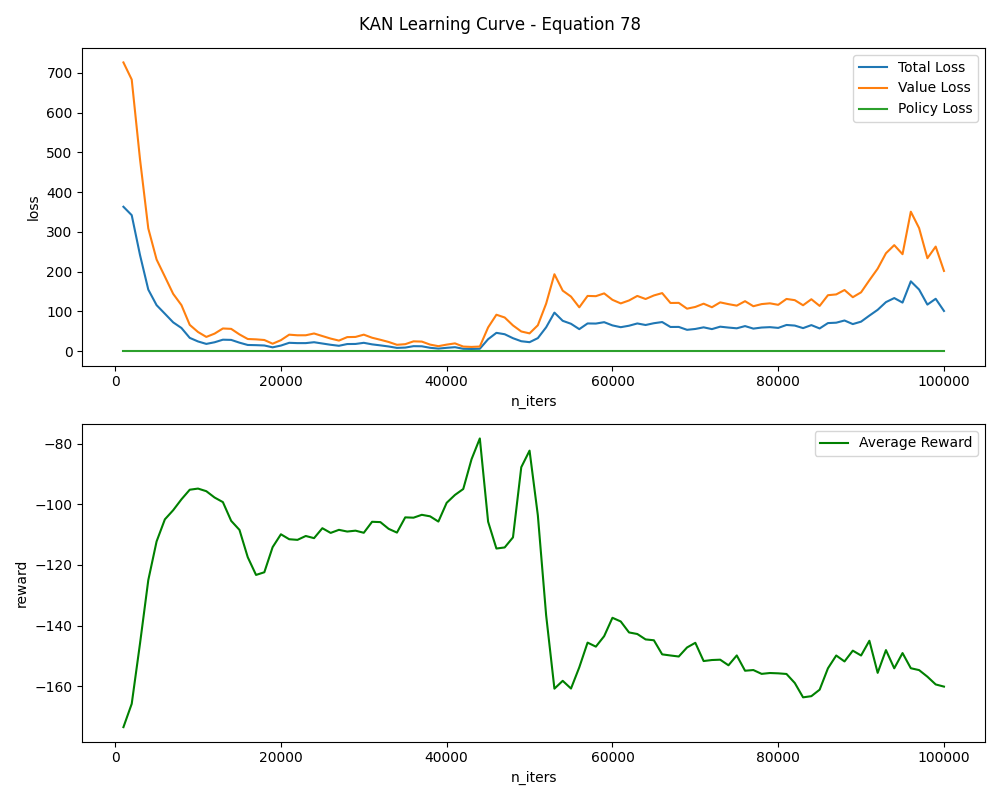 KAN Learning Curve - Equation 78
700
600
500
400
300
200
100
0
loss
Total Loss
Value Loss
Policy Loss
0 20000 40000 60000 80000 100000
n_iters
−80
−100
−120
−140
−160
reward
Average Reward
0 20000 40000 60000 80000 100000
n_iters